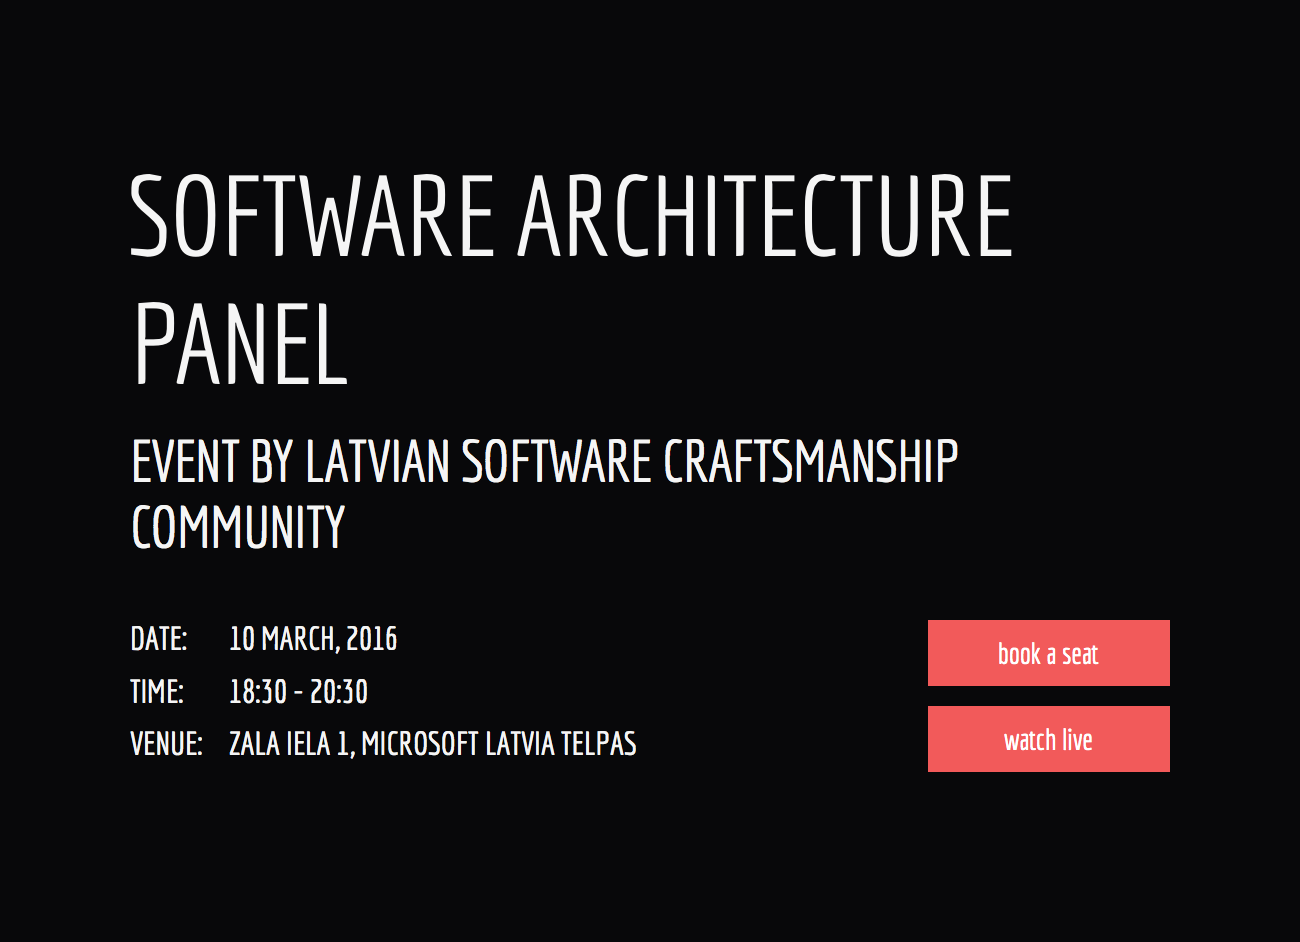 SOFTWARE ARCHITECTURE
PANEL
EVENT BY LATVIAN SOFTWARE CRAFTSMANSHIP
COMMUNITY
DATE: 10 MARCH, 2016
TIME: 18:30 - 20:30
VENUE: ZALA IELA 1, MICROSOFT LATVIA TELPAS
book a seat
watch live